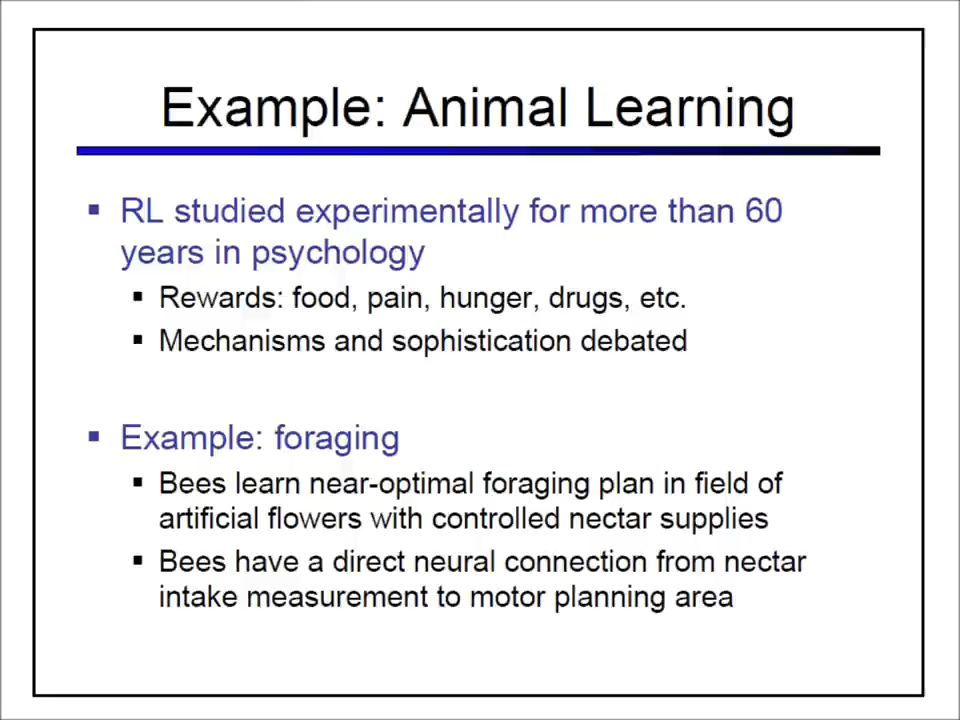 Example: Animal Learning
▪ RL studied experimentally for more than 60
years in psychology
▪ Rewards: food, pain, hunger, drugs, etc.
▪ Mechanisms and sophistication debated
▪ Example: foraging
▪ Bees learn near-optimal foraging plan in field of
artificial flowers with controlled nectar supplies
▪ Bees have a direct neural connection from nectar
intake measurement to motor planning area